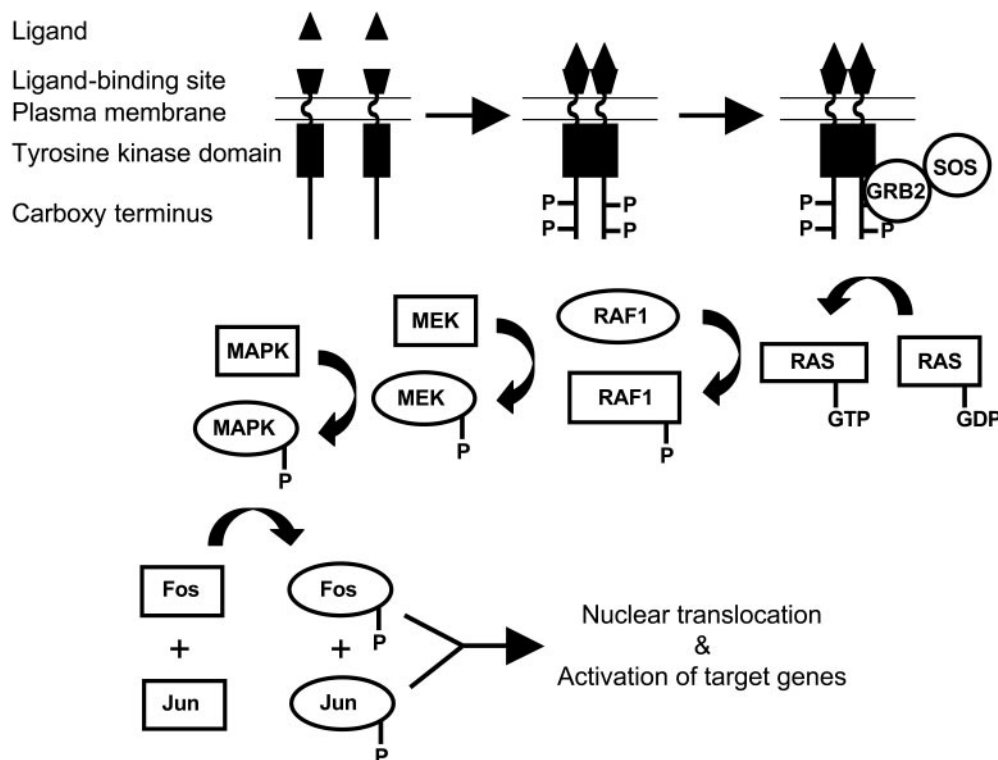 Ligand
Ligand-binding site
Plasma membrane
Tyrosine kinase domain
Carboxy terminus
P
P
P
P
P
P
P
GRB2
SOS
MAPK
MEK
RAF1
RAS
RAS
GTP
GDP
MAPK
P
MEK
P
RAF1
P
Fos
Fos
P
+
+
Jun
Jun
P
Nuclear translocation
&
Activation of target genes